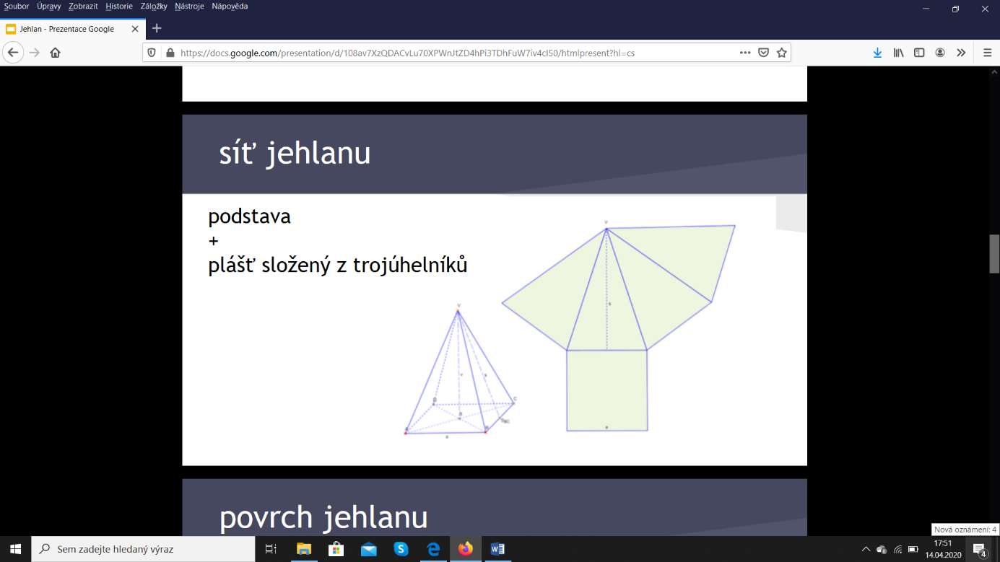 Soubor Úpravy Zobrazit Historie Záložky Nástroje Nápověda
Jehlan - Prezentace Google
https://docs.google.com/presentation/d/108av7XzQDACvLu70XPWnJtZD4hPi3TDhFuW7iv4cI50/htmlpresent?hl=cs
síť jehlanu
podstava
+
plášť složený z trojúhelníků
V
s
a
V
v
s
D
C
S
SBC
A
B
a
povrch jehlanu
Nová oznámení: 4
Sem zadejte hledaný výraz
17:51
14.04.2020
4